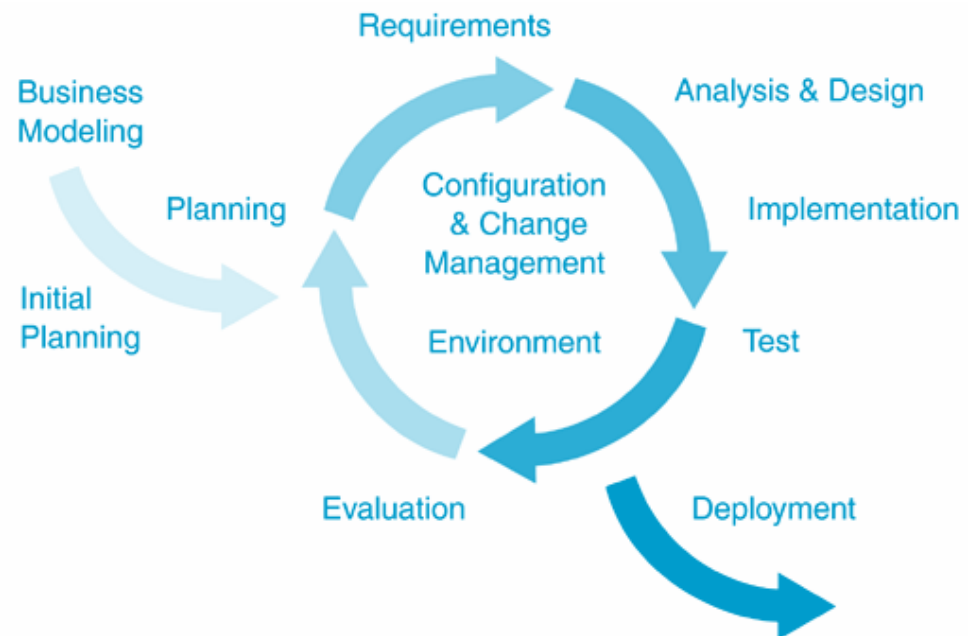 Requirements
Business
Modeling
Analysis & Design
Planning
Configuration
& Change
Management
Implementation
Initial
Planning
Environment
Test
Evaluation
Deployment